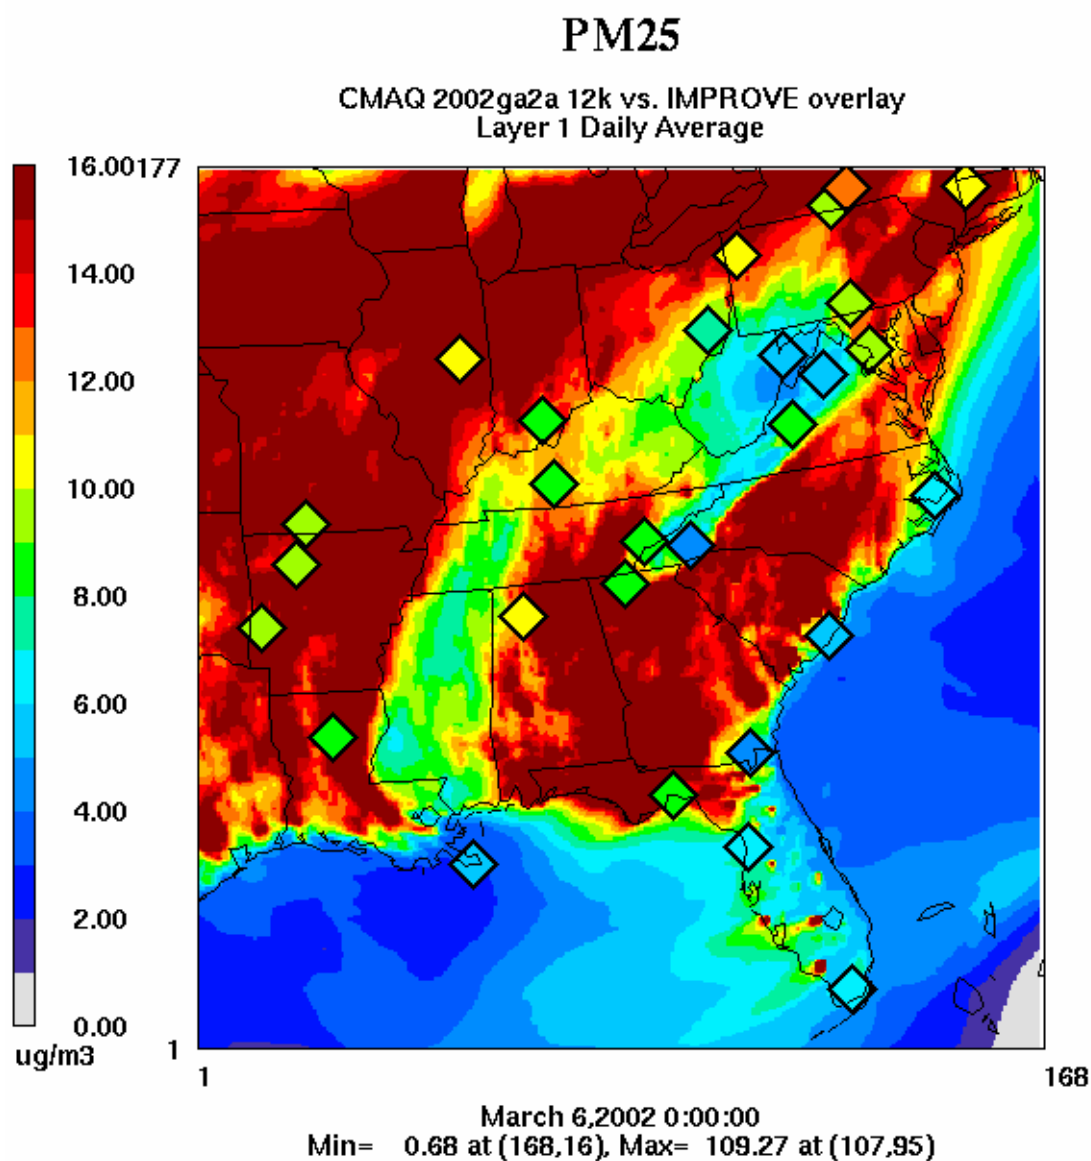 PM25
CMAQ 2002ga2a 12k vs. IMPROVE overlay
Layer 1 Daily Average
16.00
14.00
12.00
10.00
8.00
6.00
4.00
2.00
0.00
ug/m3
177
1
1
168
March 6,2002 0:00:00
Min= 0.68 at (168,16), Max= 109.27 at (107,95)